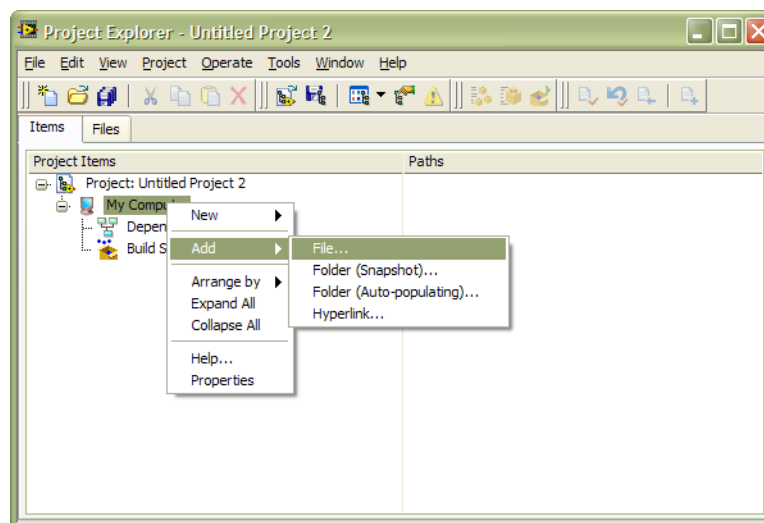 Project Explorer - Untitled Project 2
File Edit View Project Operate Tools Window Help
Items Files
Project Items Paths
Project: Untitled Project 2
My Compu
Depen
Build S
New
Add
Arrange by
Expand All
Collapse All
Help...
Properties
File...
Folder (Snapshot)...
Folder (Auto-populating)...
Hyperlink...